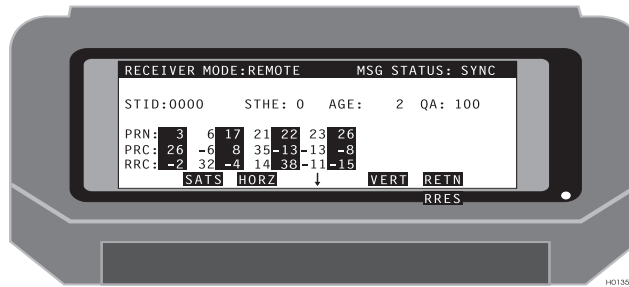 RECEIVER MODE:REMOTE MSG STATUS: SYNC
STID:0000 STHE: 0 AGE: 2 QA: 100
PRN: 3 6 17 21 22 23 26
PRC: 26 -6 8 35 -13 -13 -8
RRC: -2 32 -4 14 38 -11 -15
SATS HORZ ↓ VERT RETN
RRES
H0135